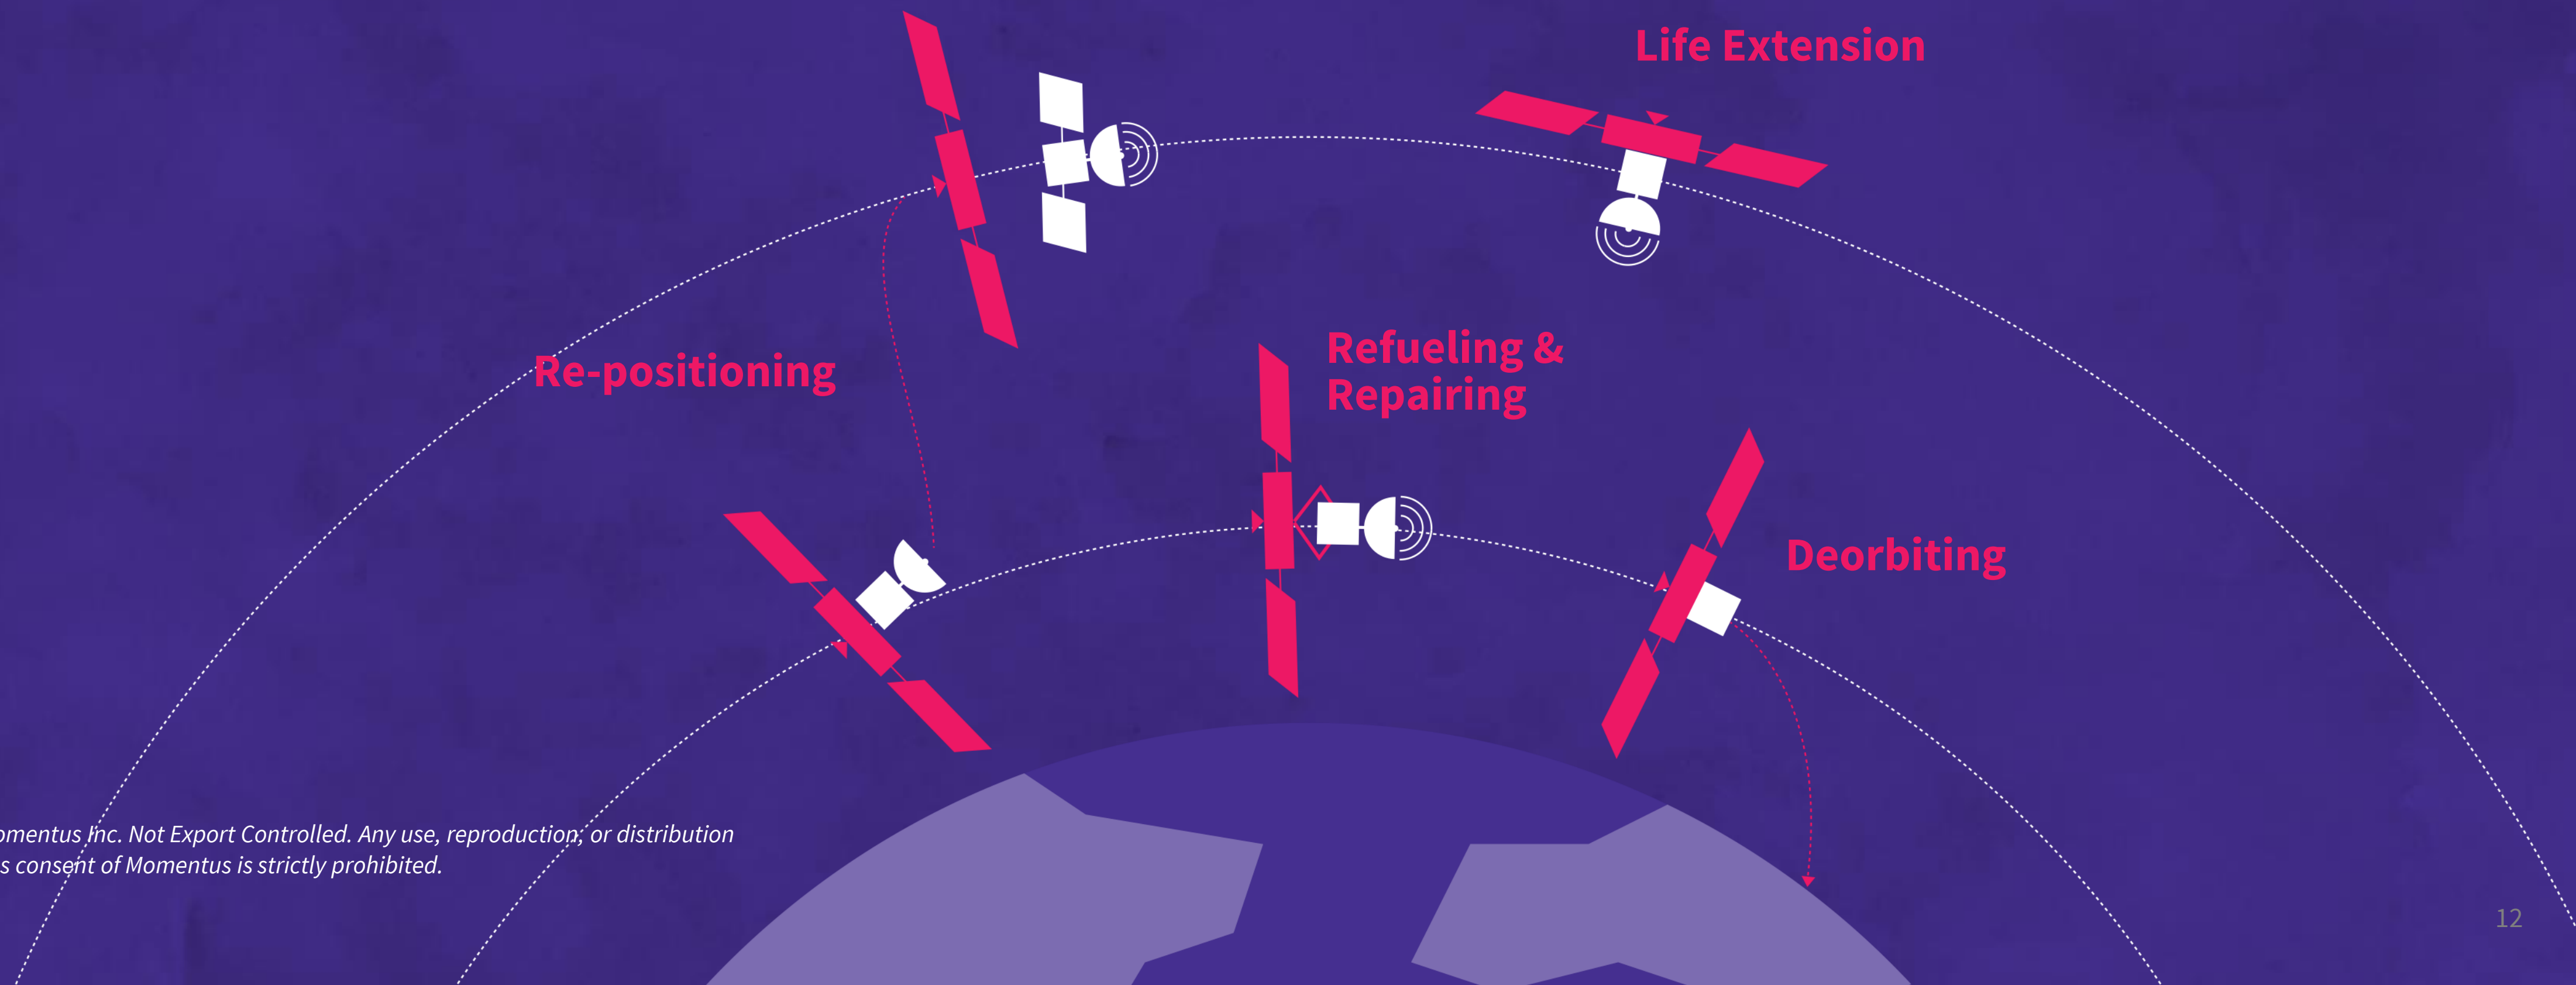 Life Extension
Re-positioning
Refueling &
Repairing
Deorbiting
Inc. Not Export Controlled. Any use, reproduction, or distribution
consent of Momentus is strictly prohibited.
12